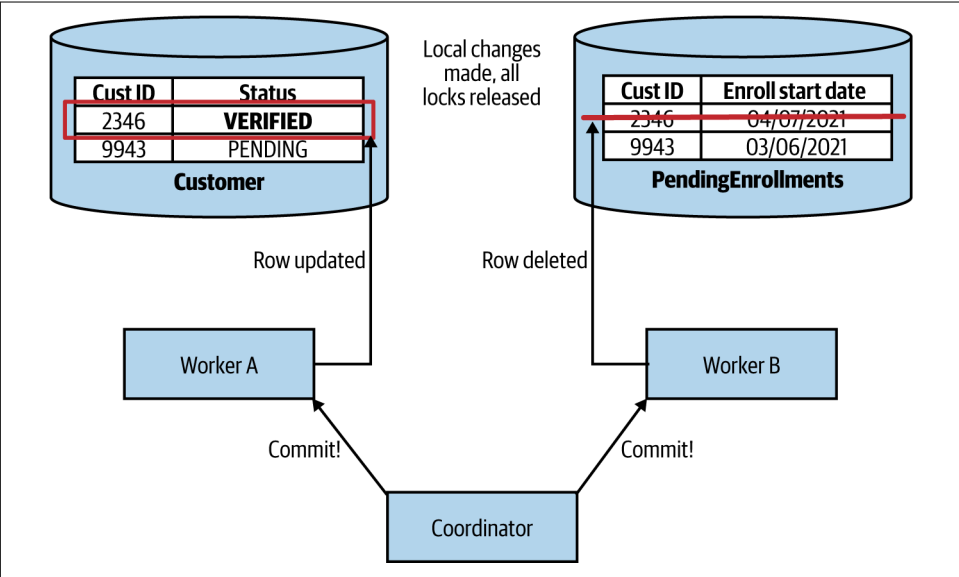 Local changes
made, all
locks released
Cust ID Status
2346 VERIFIED
9943 PENDING
Customer
Cust ID Enroll start date
2346 04/07/2021
9943 03/06/2021
PendingEnrollments
Row updated
Row deleted
Worker A
Worker B
Commit!
Commit!
Coordinator